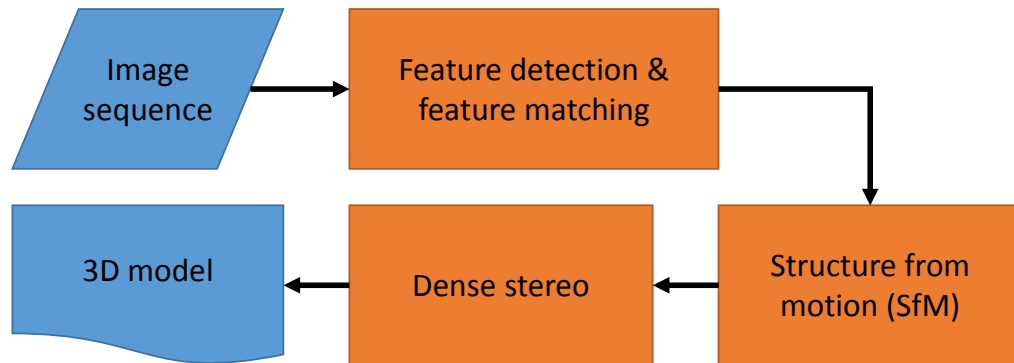 Image
sequence
Feature detection &
feature matching
Structure from
motion (SfM)
Dense stereo
3D model